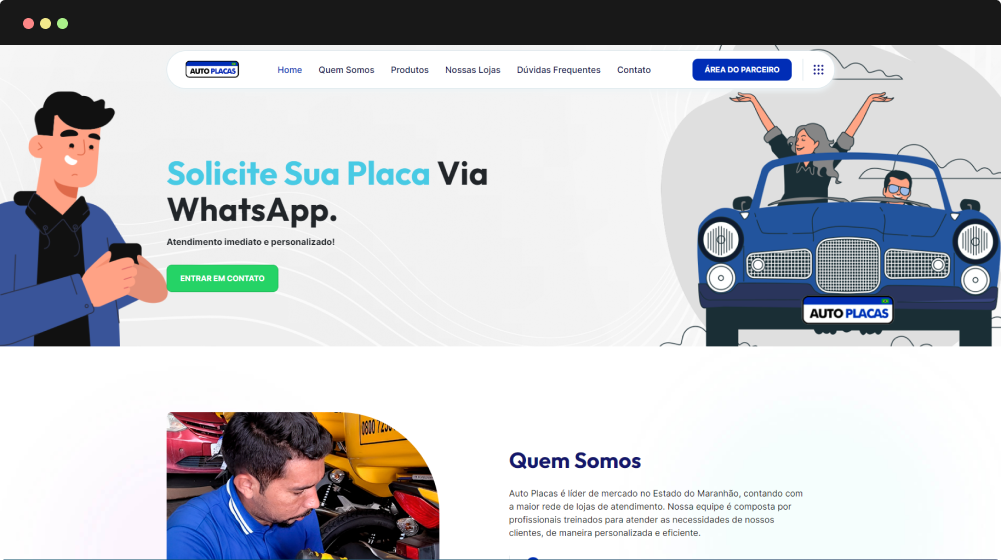 AUTO PLACAS
Home
Quem Somos
Produtos
Nossas Lojas
Dúvidas Frequentes
Contato
ÁREA DO PARCEIRO
Solicite Sua Placa Via
WhatsApp.
Atendimento imediato e personalizado!
ENTRAR EM CONTATO
AUTO PLACAS
Quem Somos
Auto Placas é líder de mercado no Estado do Maranhão, contando com
a maior rede de lojas de atendimento. Nossa equipe é composta por
profissionais treinados para atender as necessidades de nossos
clientes, de maneira personalizada e eficiente.